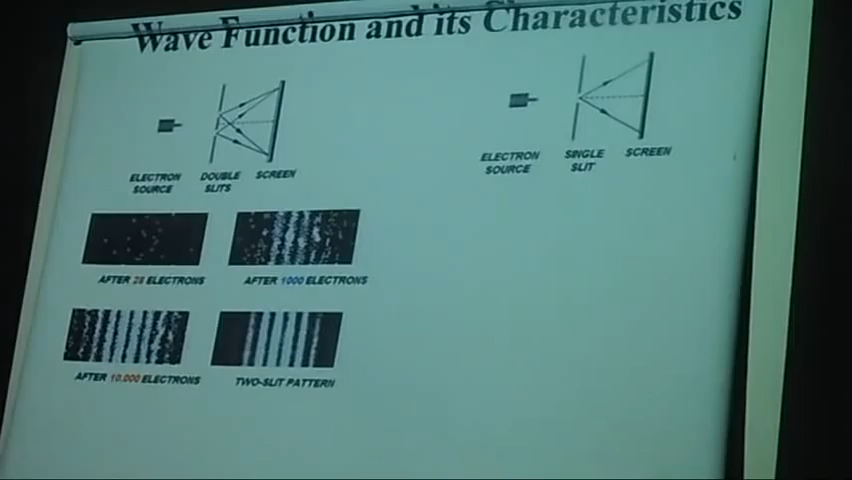 Wave Function and its Characteristics
ELECTRON SOURCE
DOUBLE SLITS
SCREEN
ELECTRON SOURCE
SINGLE SLIT
SCREEN
AFTER 28 ELECTRONS
AFTER 1000 ELECTRONS
AFTER 10.000 ELECTRONS
TWO-SLIT PATTERN